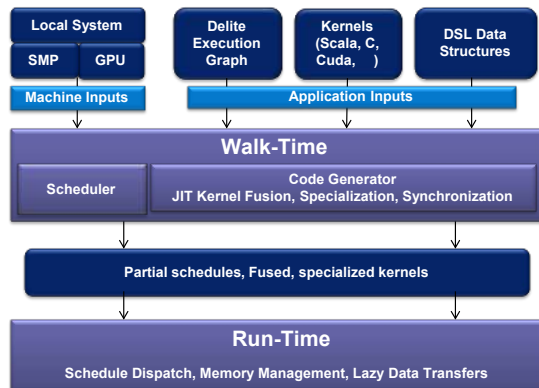 Local System
SMP
GPU
Delite
Execution
Graph
Kernels
(Scala, C,
Cuda, )
DSL Data
Structures
Machine Inputs
Application Inputs
Walk-Time
Scheduler
Code Generator
JIT Kernel Fusion, Specialization, Synchronization
Partial schedules, Fused, specialized kernels
Run-Time
Schedule Dispatch, Memory Management, Lazy Data Transfers